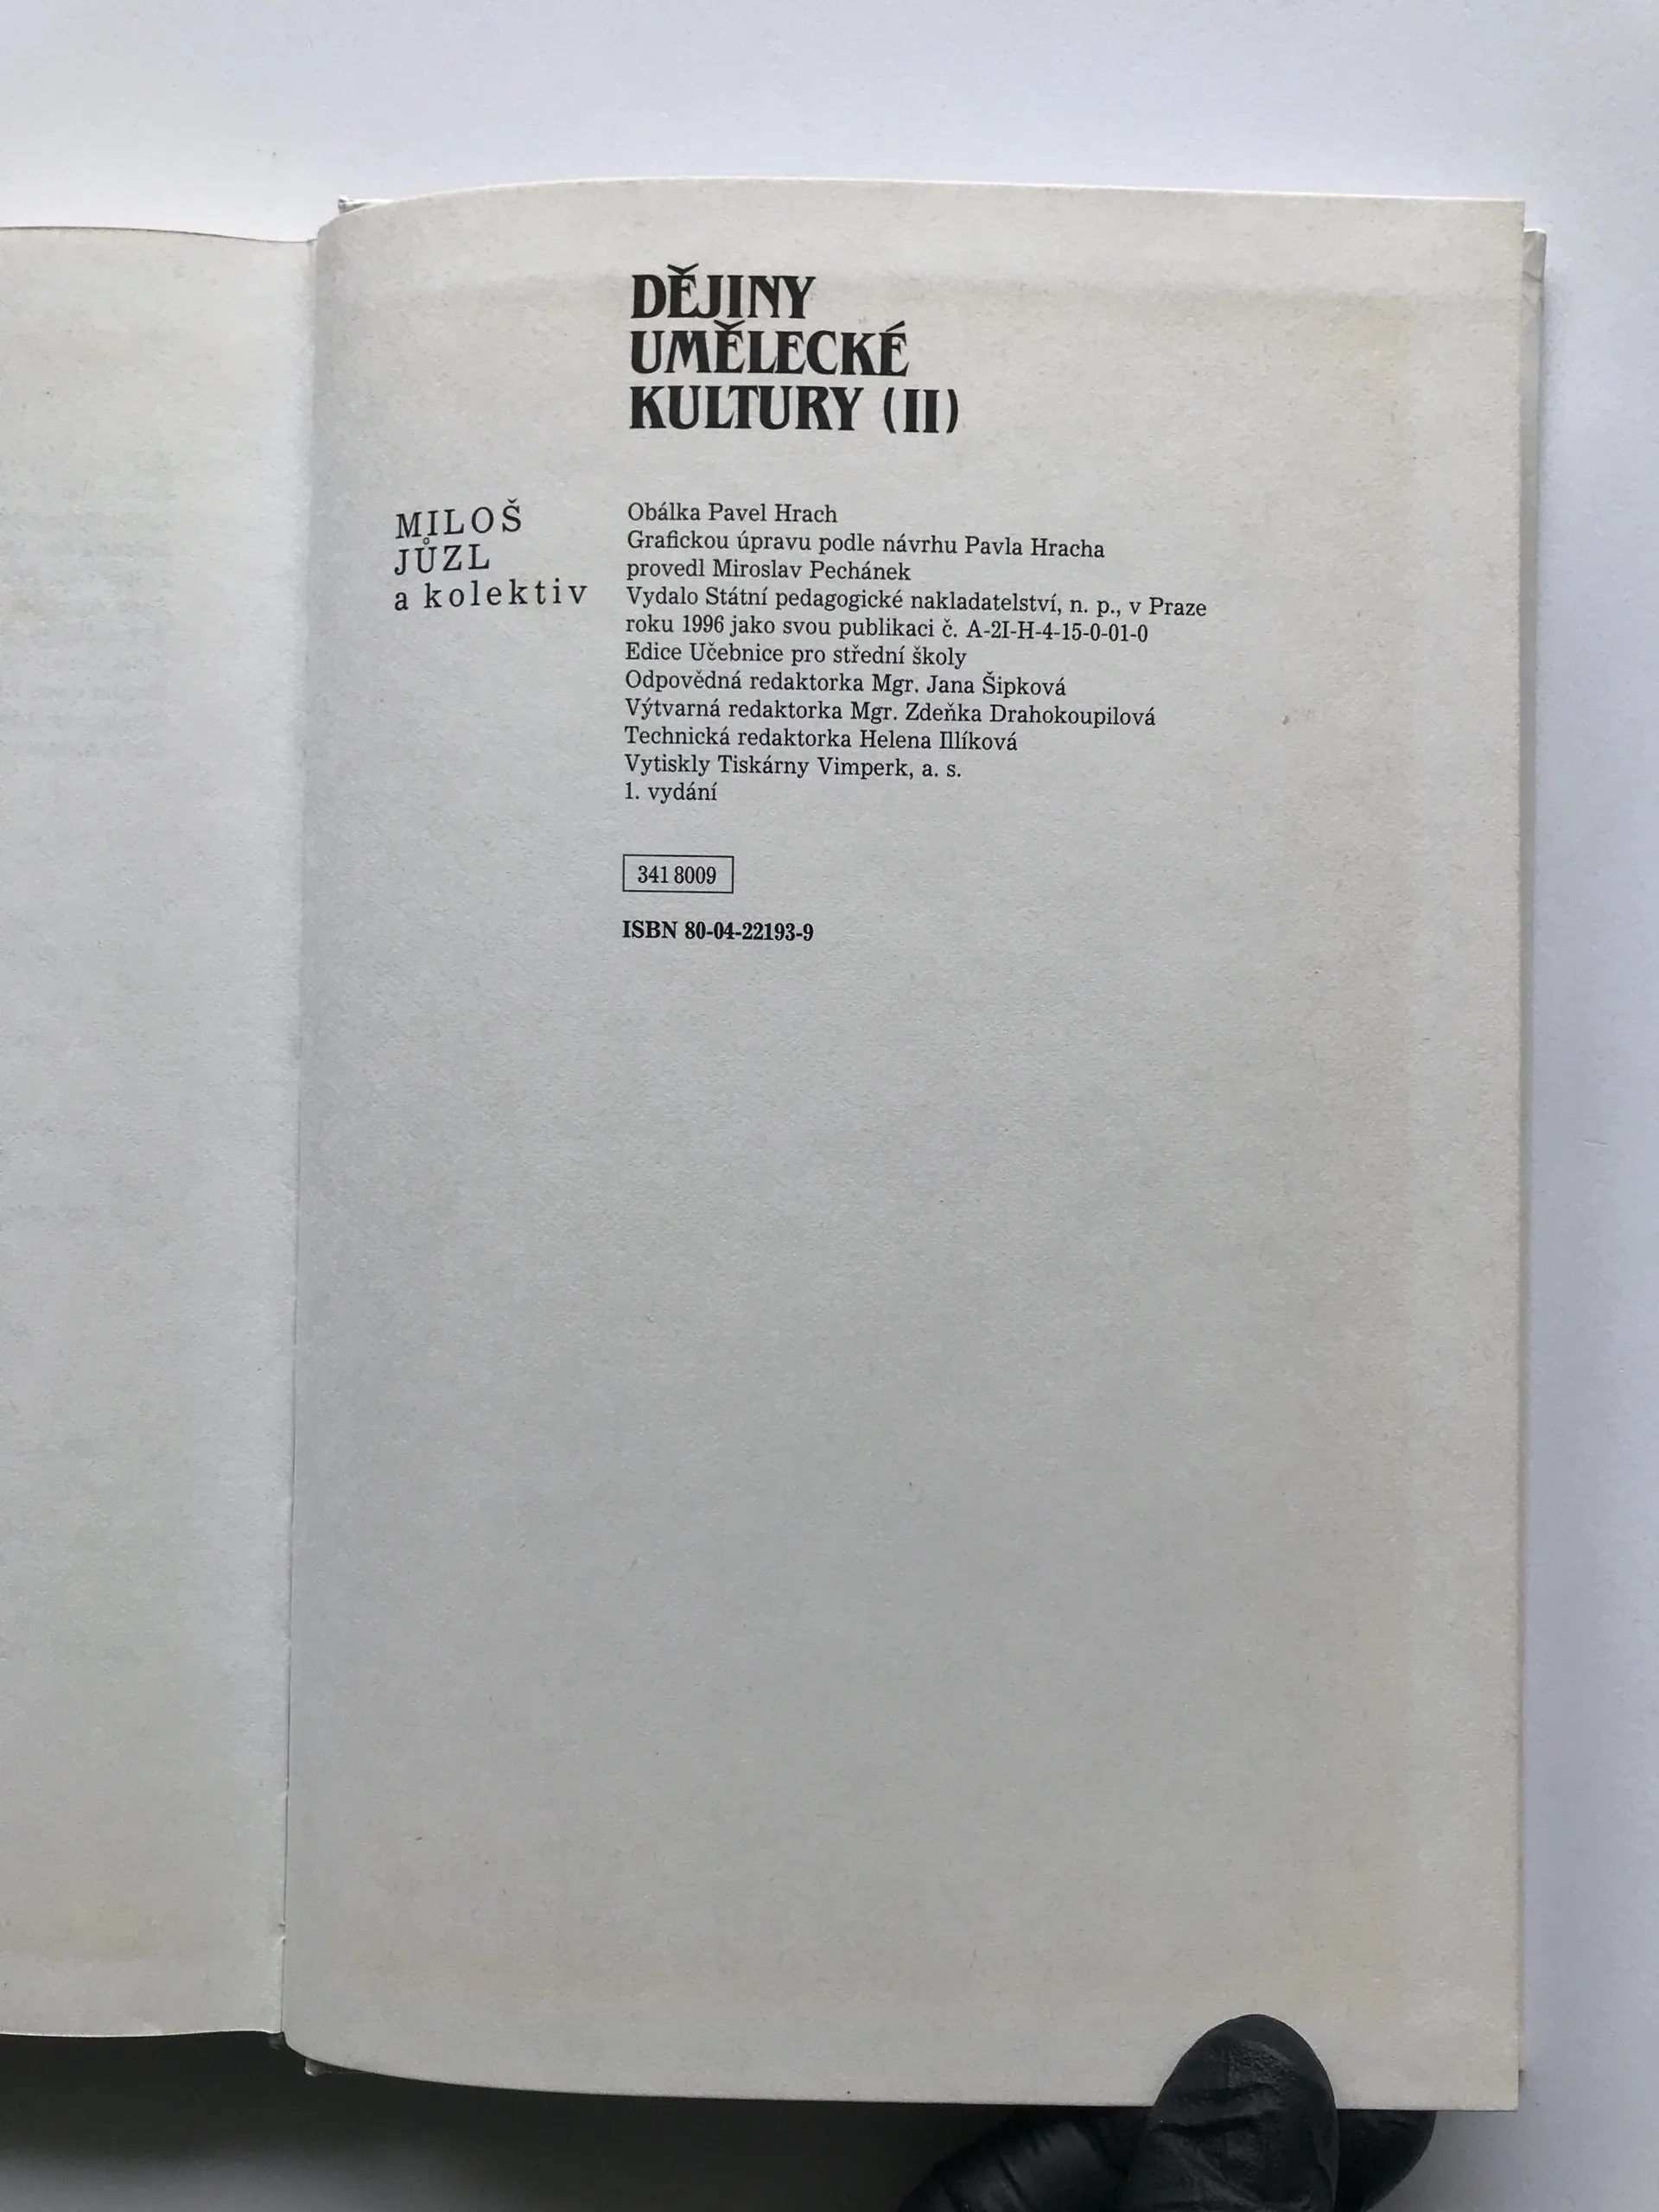 DĚJINY
UMĚLECKÉ
KULTURY (II)
MILOŠ
JŮZL
a kolektiv
Obálka Pavel Hrach
Grafickou úpravu podle návrhu Pavla Hracha
provedl Miroslav Pechánek
Vydalo Státní pedagogické nakladatelství, n. p., v Praze
roku 1996 jako svou publikaci č. A-2I-H-4-15-0-01-0
Edice Učebnice pro střední školy
Odpovědná redaktorka Mgr. Jana Šipková
Výtvarná redaktorka Mgr. Zdeňka Drahokoupilová
Technická redaktorka Helena Illíková
Vytiskly Tiskárny Vimperk, a. s.
1. vydání
341 8009
ISBN 80-04-22193-9